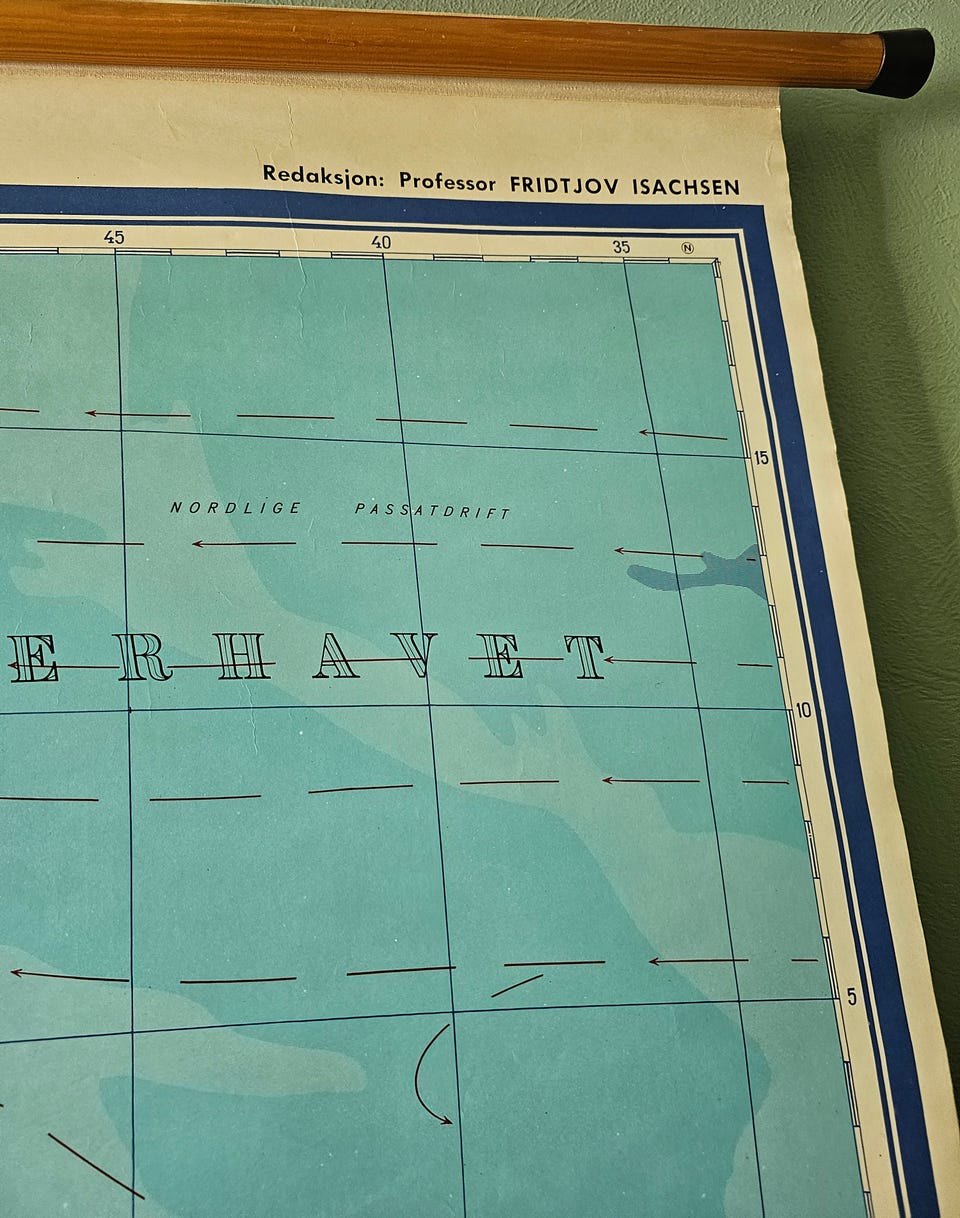 Redaksjon: Professor FRIDTJOV ISACHSEN
45 40 35 N
15
NORDLIGE PASSATDRIFT
ERHAVET
10
5